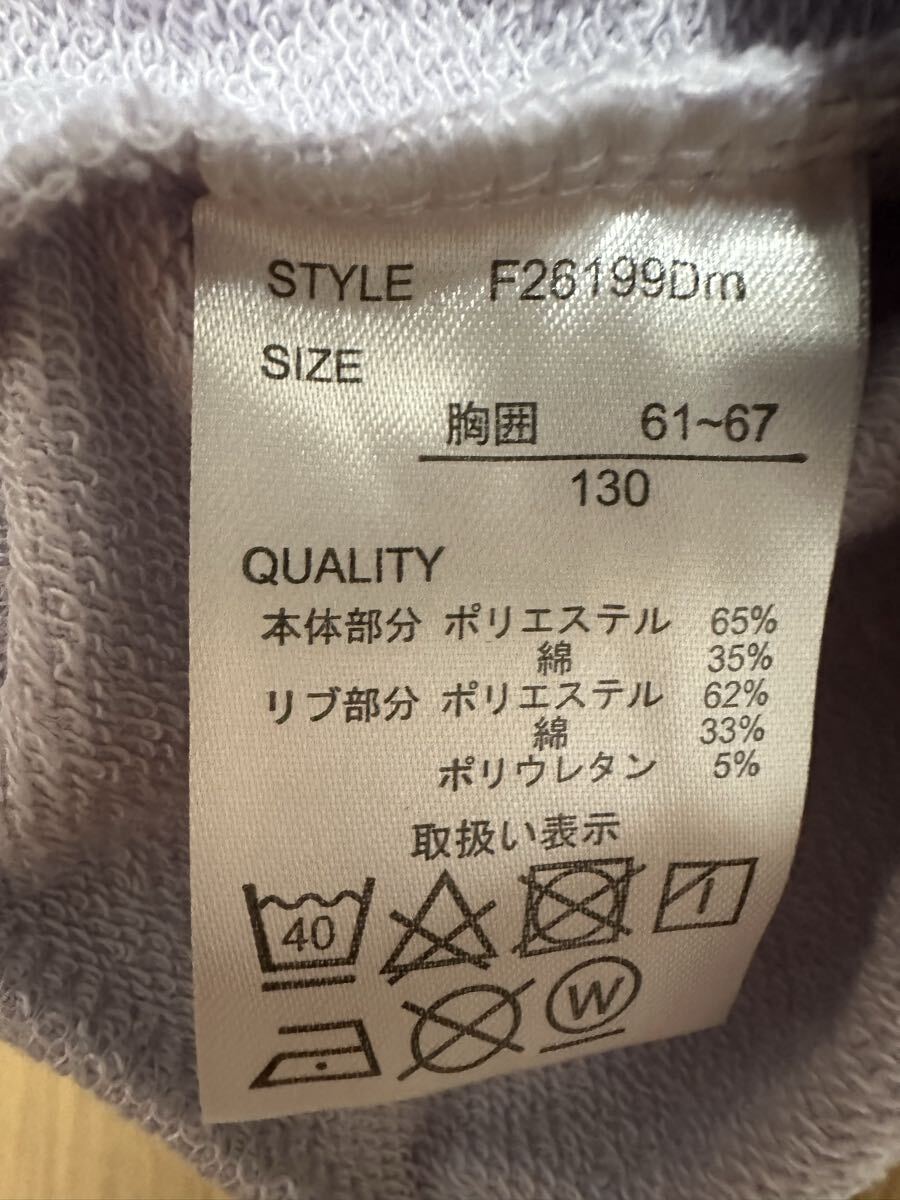 STYLE F26199Dm
SIZE
胸囲 61~67
130
QUALITY
本体部分 ポリエステル 65%
綿 35%
リブ部分 ポリエステル 62%
綿 33%
ポリウレタン 5%
取扱い表示
40
W